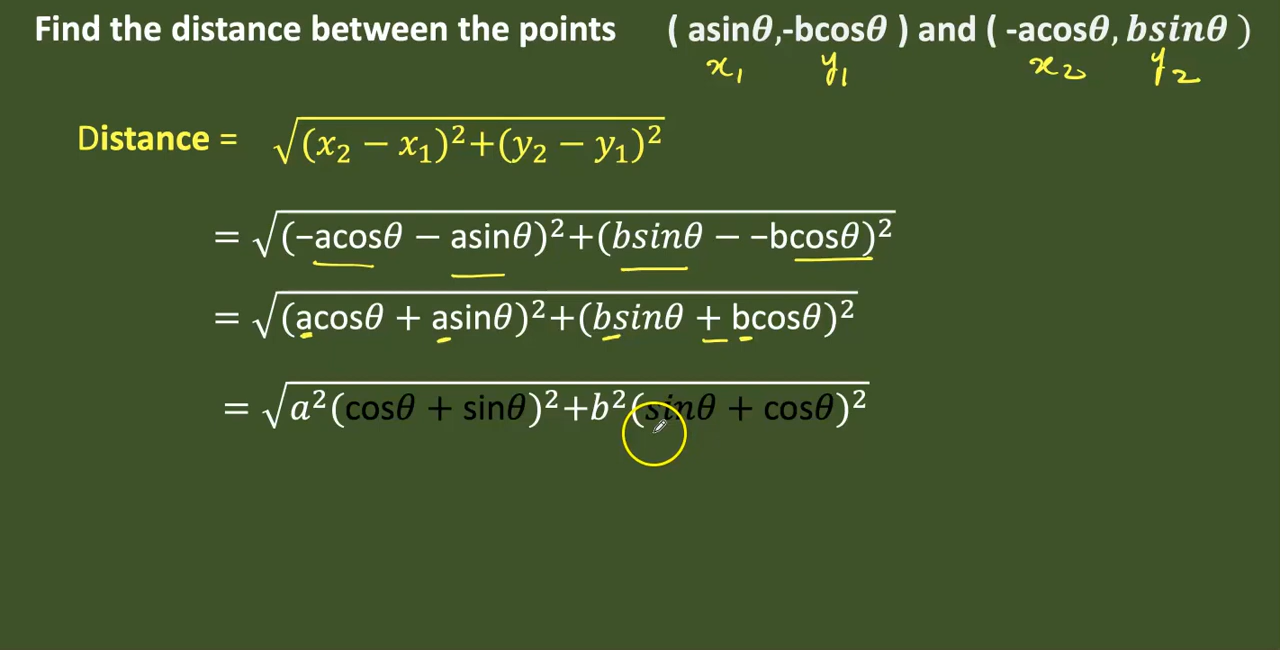 Find the distance between the points ( asinθ,-bcosθ ) and ( -acosθ, bsinθ )
x₁ y₁ x₂ y₂
Distance = √(x₂ − x₁)²+(y₂ − y₁)²
= √(−acosθ − asinθ)²+(bsinθ − −bcosθ)²
= √(acosθ + asinθ)²+(bsinθ + bcosθ)²
= √a²(cosθ + sinθ)²+b²(sinθ + cosθ)²